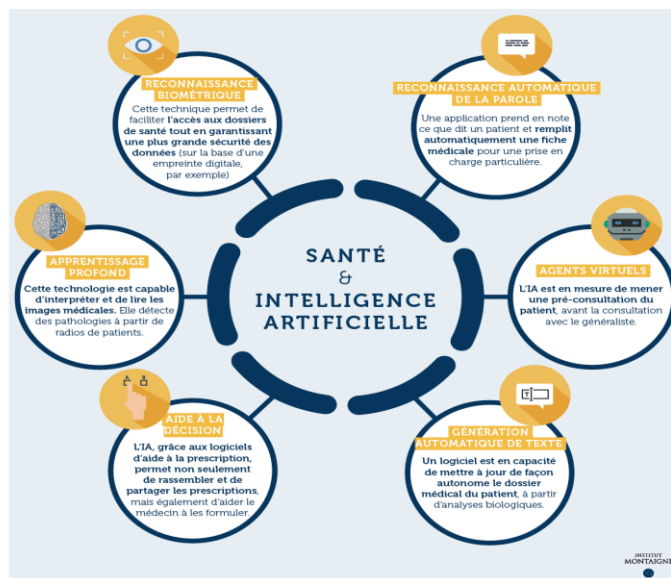 RECONNAISSANCE
BIOMÉTRIQUE
Cette technique permet de
faciliter l'accès aux dossiers
de santé tout en garantissant
une plus grande sécurité des
données (sur la base d'une
empreinte digitale,
par exemple)
RECONNAISSANCE AUTOMATIQUE
DE LA PAROLE
Une application prend en note
ce que dit un patient et remplit
automatiquement une fiche
médicale pour une prise en
charge particulière.
APPRENTISSAGE
PROFOND
Cette technologie est capable
d'interpréter et de lire les
images médicales. Elle détecte
des pathologies à partir de
radios de patients.
SANTÉ
&
INTELLIGENCE
ARTIFICIELLE
AGENTS VIRTUELS
L'IA est en mesure de mener
une pré-consultation du
patient, avant la consultation
avec le généraliste.
A B
AIDE À LA
DÉCISION
L'IA, grâce aux logiciels
d'aide à la prescription,
permet non seulement
de rassembler et de
partager les prescriptions,
mais également d'aider le
médecin à les formuler.
T
GÉNÉRATION
AUTOMATIQUE DE TEXTE
Un logiciel est en capacité
de mettre à jour de façon
autonome le dossier
médical du patient, à partir
d'analyses biologiques.
INSTITUT
MONTAIGNE